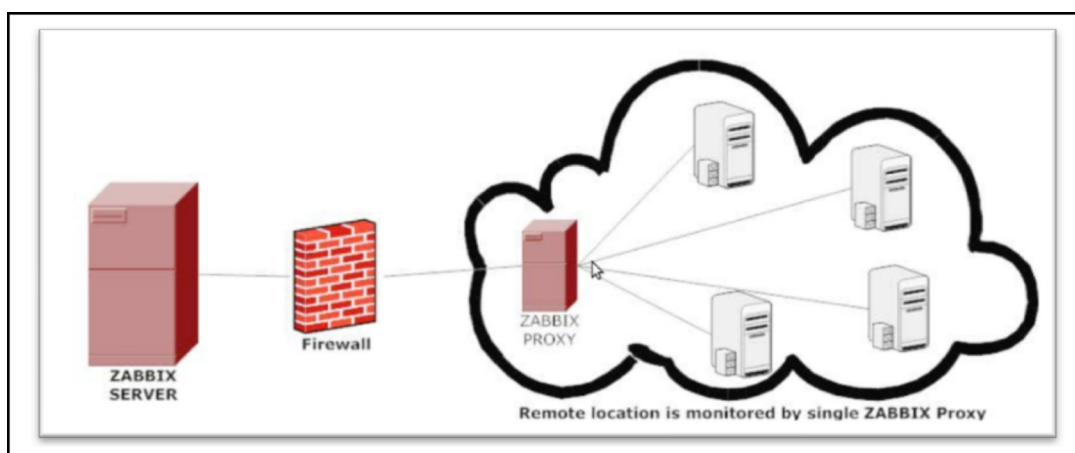 ZABBIX
SERVER
Firewall
ZABBIX
PROXY
Remote location is monitored by single ZABBIX Proxy